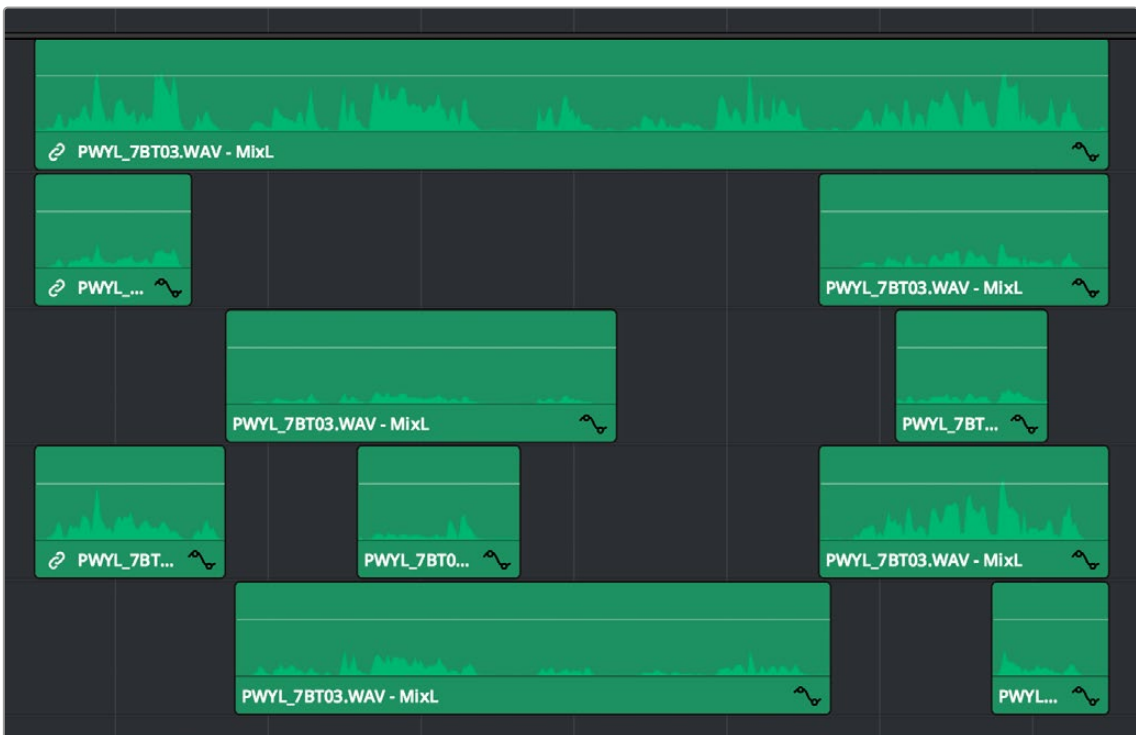 PWYL_7BT03.WAV - MixL
PWYL_...
PWYL_7BT03.WAV - MixL
PWYL_7BT03.WAV - MixL
PWYL_7BT...
PWYL_7BT...
PWYL_7BT0...
PWYL_7BT03.WAV - MixL
PWYL_7BT03.WAV - MixL
PWYL...